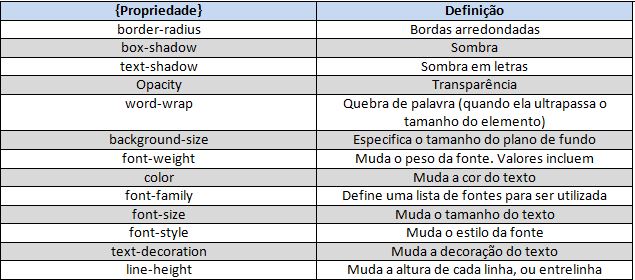 {Propriedade} Definição
border-radius Bordas arredondadas
box-shadow Sombra
text-shadow Sombra em letras
Opacity Transparência
word-wrap Quebra de palavra (quando ela ultrapassa o
tamanho do elemento)
background-size Especifica o tamanho do plano de fundo
font-weight Muda o peso da fonte. Valores incluem
color Muda a cor do texto
font-family Define uma lista de fontes para ser utilizada
font-size Muda o tamanho do texto
font-style Muda o estilo da fonte
text-decoration Muda a decoração do texto
line-height Muda a altura de cada linha, ou entrelinha